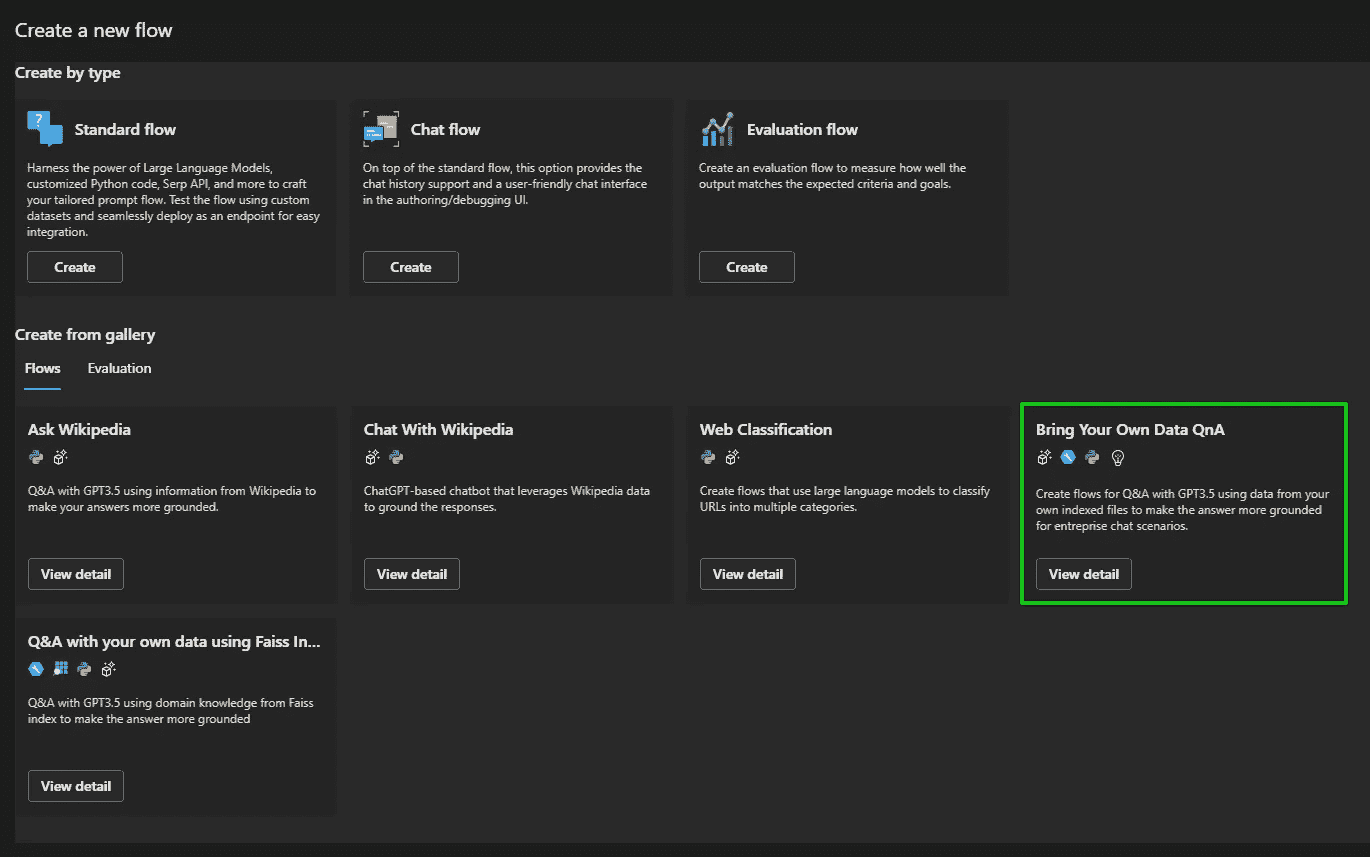 Create a new flow
Create by type
Standard flow
Harness the power of Large Language Models,
customized Python code, Serp API, and more to craft
your tailored prompt flow. Test the flow using custom
datasets and seamlessly deploy as an endpoint for easy
integration.
Create
Chat flow
On top of the standard flow, this option provides the
chat history support and a user-friendly chat interface
in the authoring/debugging UI.
Create
Evaluation flow
Create an evaluation flow to measure how well the
output matches the expected criteria and goals.
Create
Create from gallery
Flows Evaluation
Ask Wikipedia
Q&A with GPT3.5 using information from Wikipedia to
make your answers more grounded.
View detail
Chat With Wikipedia
ChatGPT-based chatbot that leverages Wikipedia data
to ground the responses.
View detail
Web Classification
Create flows that use large language models to classify
URLs into multiple categories.
View detail
Bring Your Own Data QnA
Create flows for Q&A with GPT3.5 using data from your
own indexed files to make the answer more grounded
for entreprise chat scenarios.
View detail
Q&A with your own data using Faiss In...
Q&A with GPT3.5 using domain knowledge from Faiss
index to make the answer more grounded
View detail